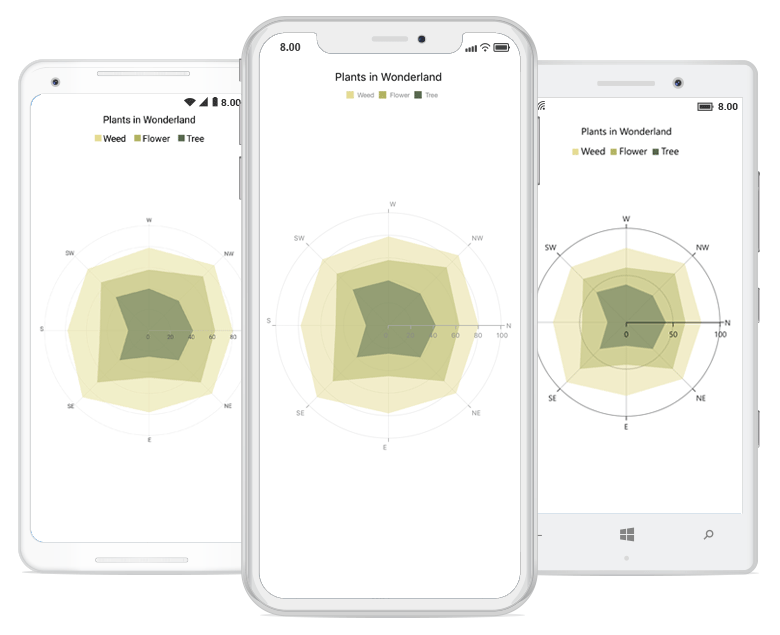 8.00
Plants in Wonderland
Weed Flower Tree
W
SW NW
S
0 20 40 60 80
SE NE
E
8.00
Plants in Wonderland
Weed Flower Tree
W
SW NW
S N
0 20 40 60 80 100
SE NE
E
8.00
Plants in Wonderland
Weed Flower Tree
W
SW NW
N
0 50 100
SE NE
E